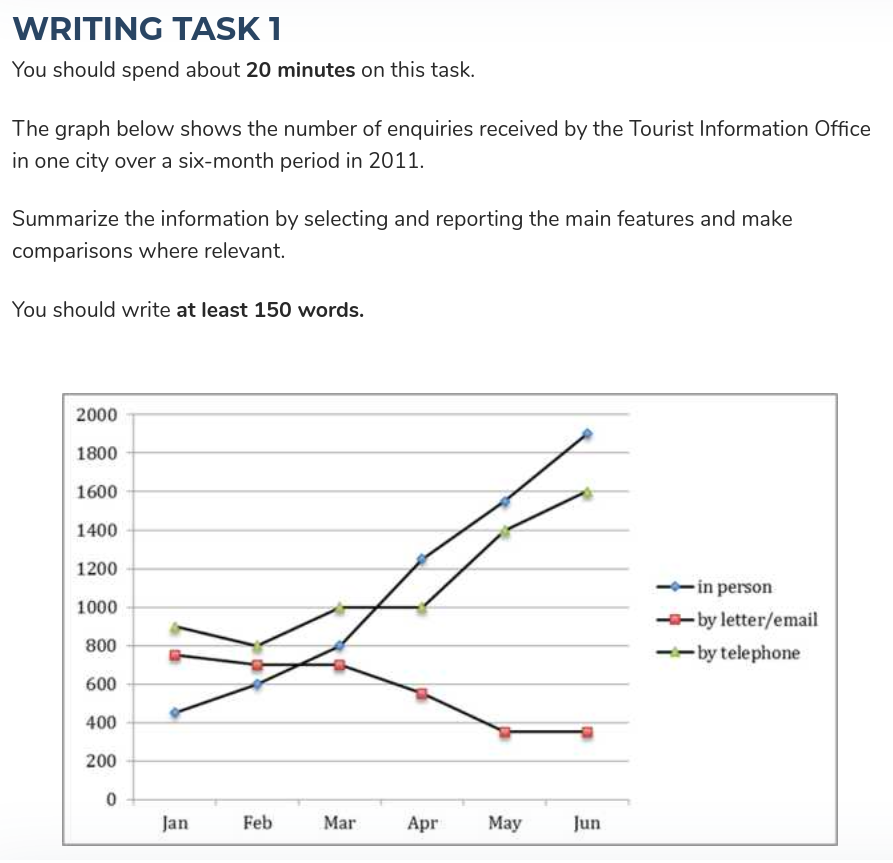 WRITING TASK 1
You should spend about 20 minutes on this task.
The graph below shows the number of enquiries received by the Tourist Information Office
in one city over a six-month period in 2011.
Summarize the information by selecting and reporting the main features and make
comparisons where relevant.
You should write at least 150 words.
2000
1800
1600
1400
1200
1000
800
600
400
200
0
Jan Feb Mar Apr May Jun
in person
by letter/email
by telephone